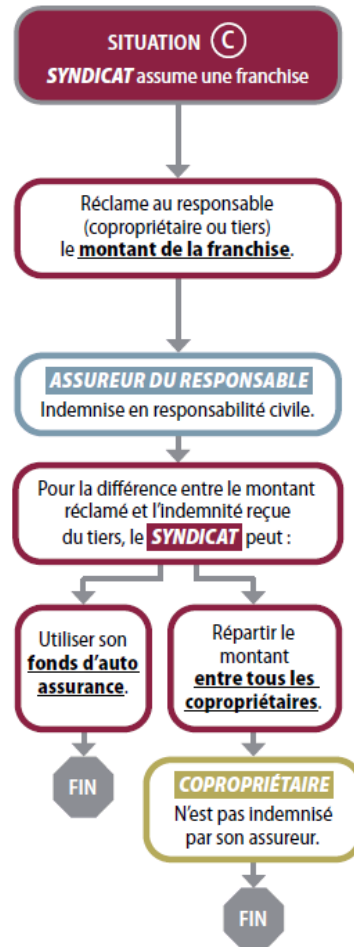 SITUATION C
SYNDICAT assume une franchise
Réclame au responsable
(copropriétaire ou tiers)
le montant de la franchise.
ASSUREUR DU RESPONSABLE
Indemnise en responsabilité civile.
Pour la différence entre le montant
réclamé et l'indemnité reçue
du tiers, le SYNDICAT peut :
Utiliser son
fonds d'auto
assurance.
Répartir le
montant
entre tous les
copropriétaires.
FIN
COPROPRIÉTAIRE
N'est pas indemnisé
par son assureur.
FIN